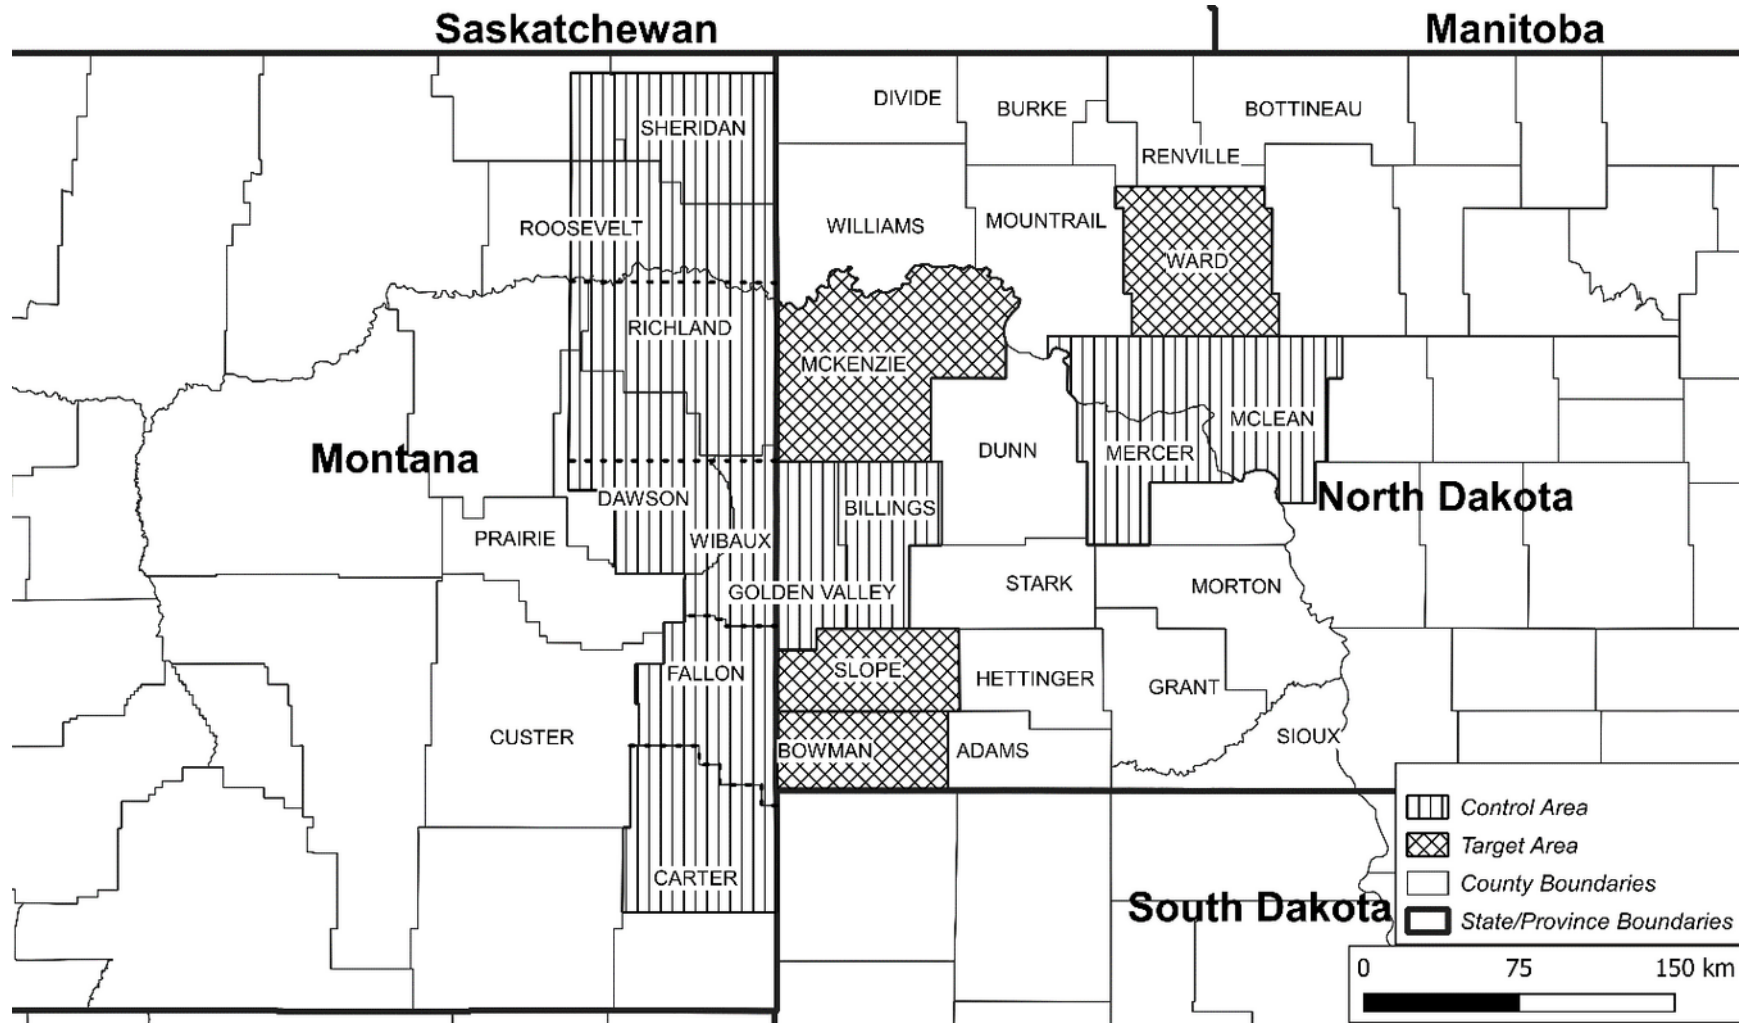 Saskatchewan
Manitoba
DIVIDE
BURKE
BOTTINEAU
SHERIDAN
RENVILLE
ROOSEVELT
WILLIAMS
MOUNTRAIL
WARD
RICHLAND
MCKENZIE
MCLEAN
Montana
DUNN
MERCER
DAWSON
BILLINGS
North Dakota
PRAIRIE
WIBAUX
GOLDEN VALLEY
STARK
MORTON
FALLON
SLOPE
HETTINGER
GRANT
CUSTER
BOWMAN
ADAMS
SIOUX
CARTER
South Dakota
Control Area
Target Area
County Boundaries
State/Province Boundaries
0 75 150 km